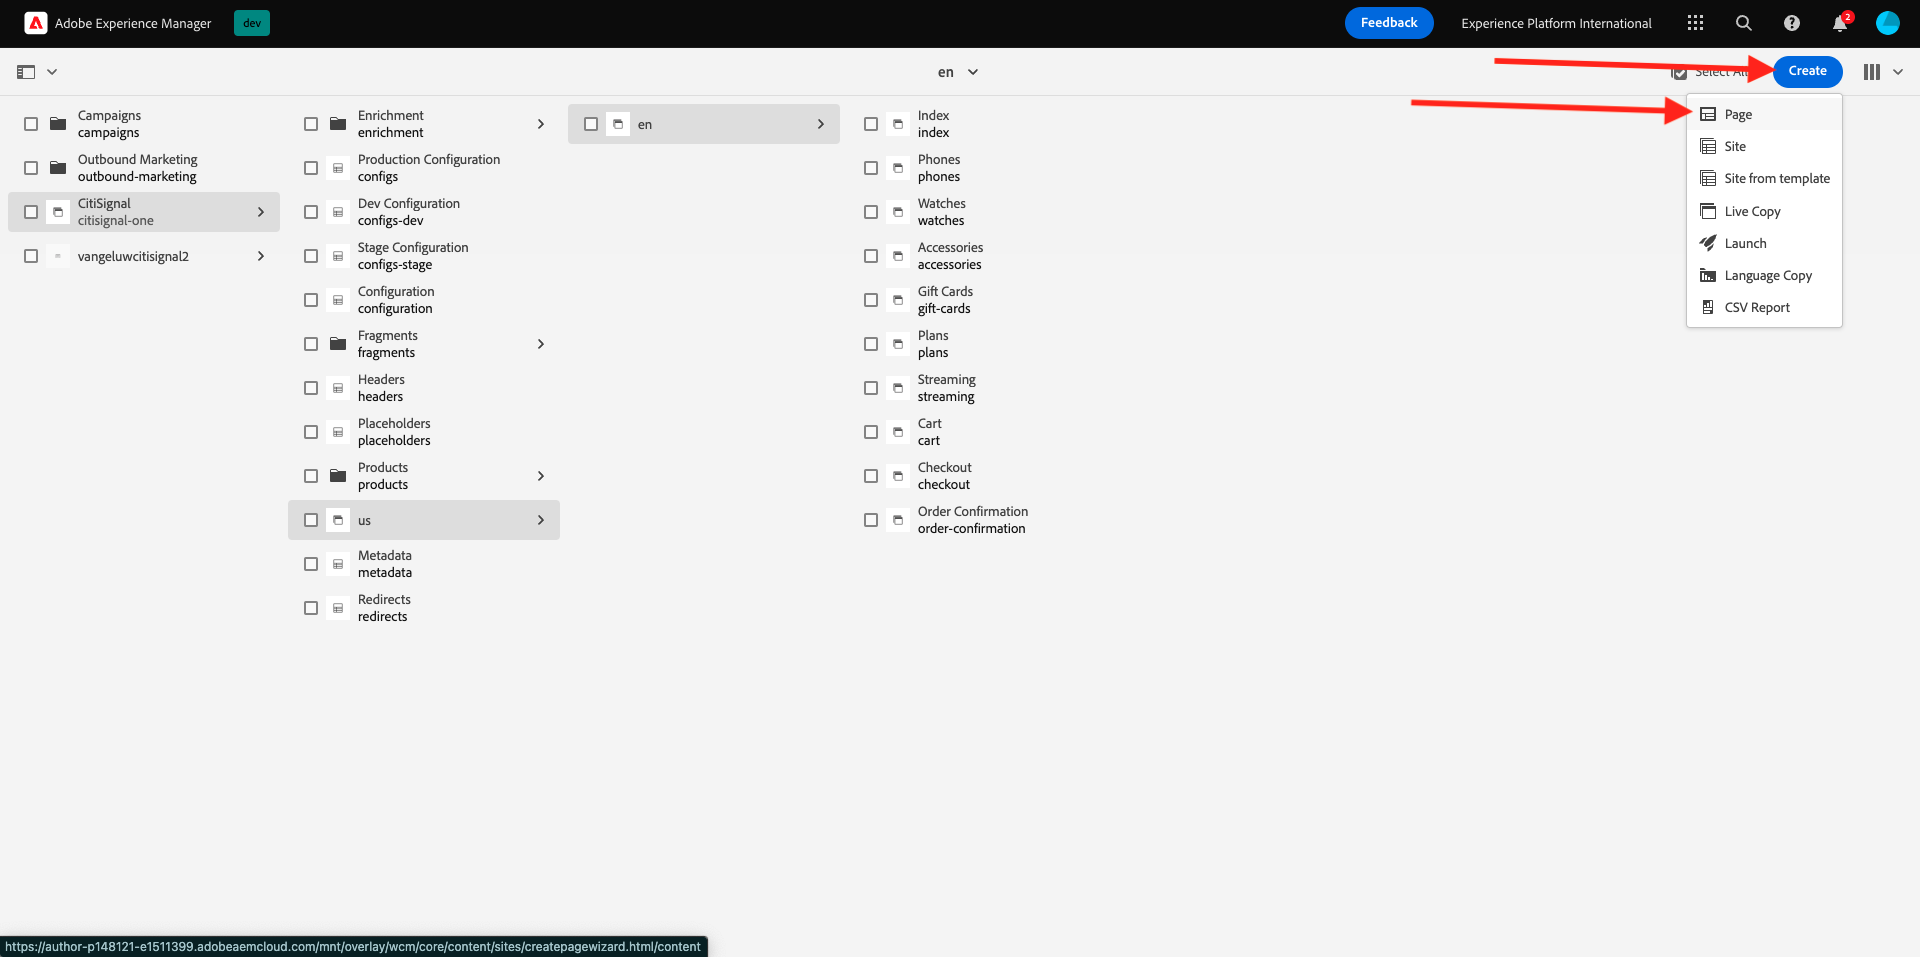 Adobe Experience Manager
dev
Feedback
Experience Platform International
2
en
Select All
Create
Campaigns
campaigns
Outbound Marketing
outbound-marketing
CitiSignal
citisignal-one
vangeluwcitisignal2
Enrichment
enrichment
Production Configuration
configs
Dev Configuration
configs-dev
Stage Configuration
configs-stage
Configuration
configuration
Fragments
fragments
Headers
headers
Placeholders
placeholders
Products
products
us
Metadata
metadata
Redirects
redirects
en
Index
index
Phones
phones
Watches
watches
Accessories
accessories
Gift Cards
gift-cards
Plans
plans
Streaming
streaming
Cart
cart
Checkout
checkout
Order Confirmation
order-confirmation
Page
Site
Site from template
Live Copy
Launch
Language Copy
CSV Report
https://author-p148121-e1511399.adobeaemcloud.com/mnt/overlay/wcm/core/content/sites/createpagewizard.html/content